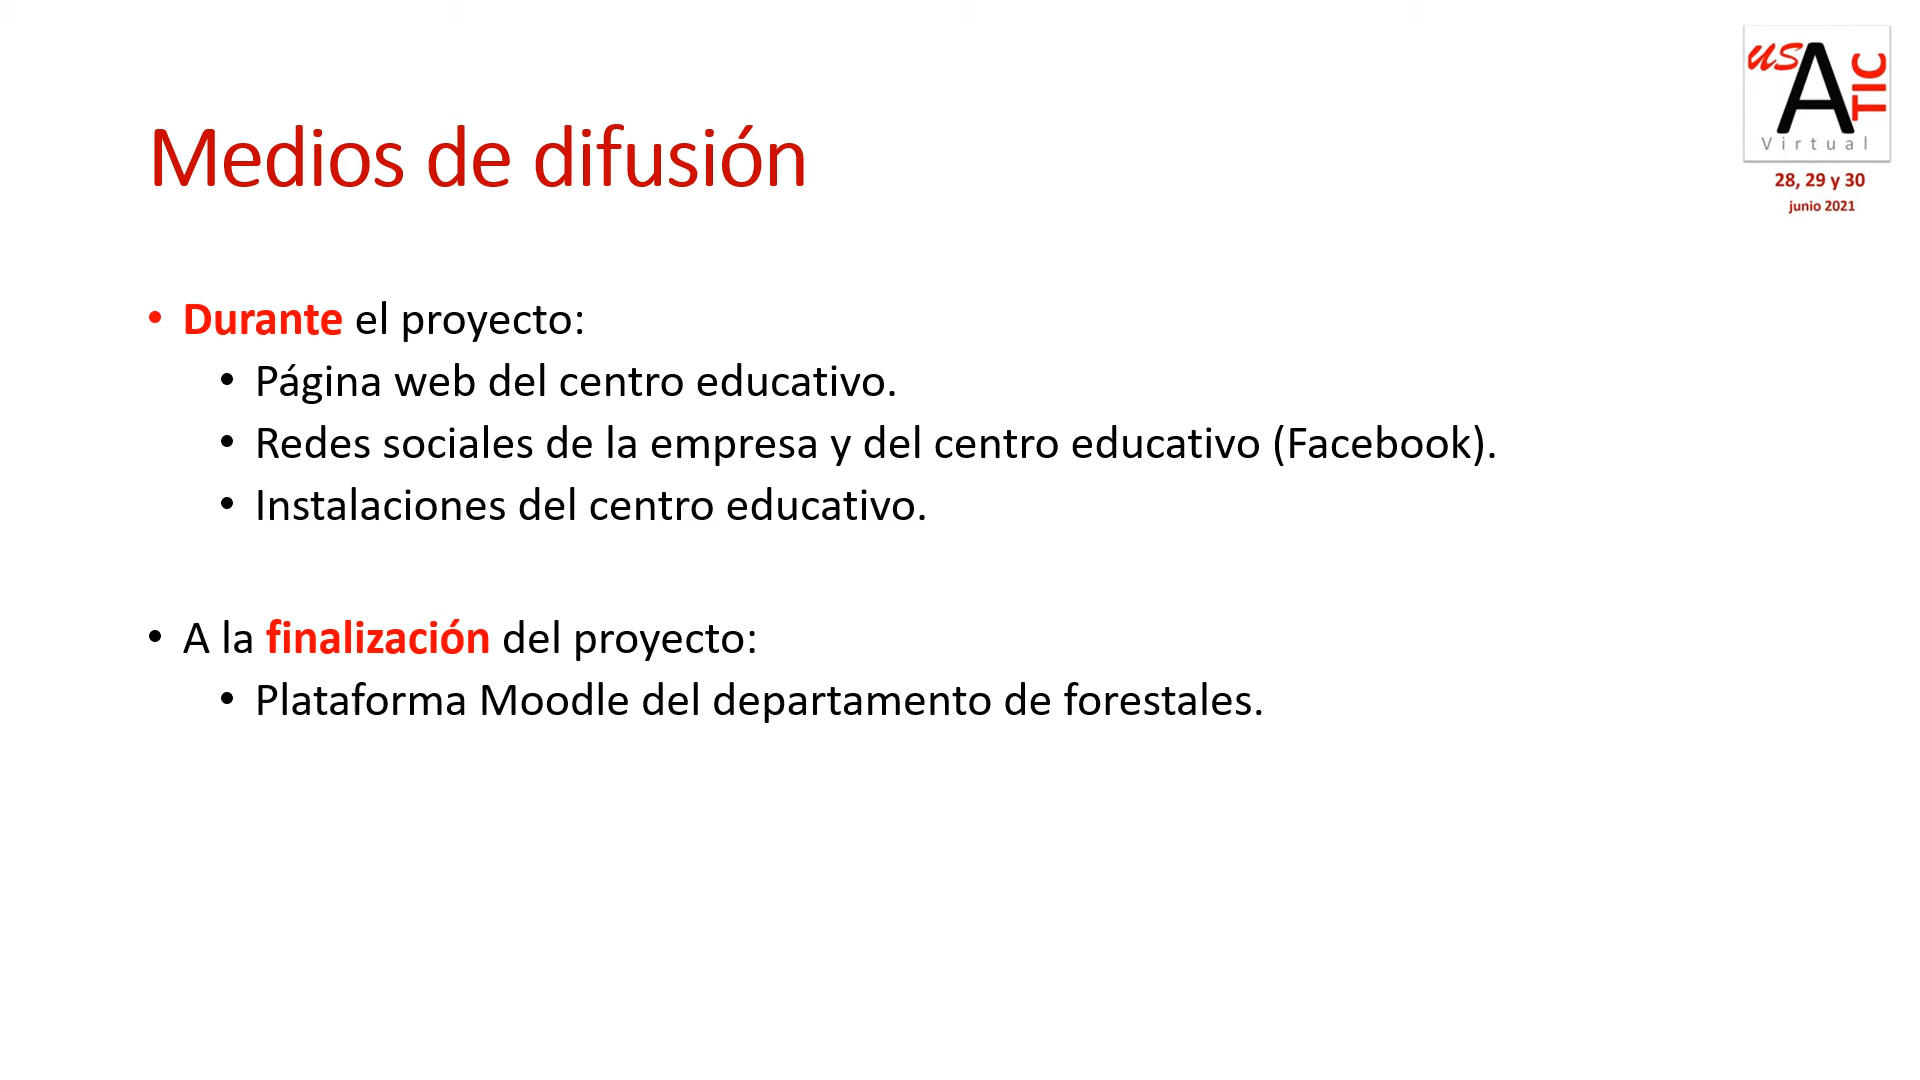 usATIC
Virtual
28, 29 y 30
junio 2021
Medios de difusión
• Durante el proyecto:
• Página web del centro educativo.
• Redes sociales de la empresa y del centro educativo (Facebook).
• Instalaciones del centro educativo.
• A la finalización del proyecto:
• Plataforma Moodle del departamento de forestales.